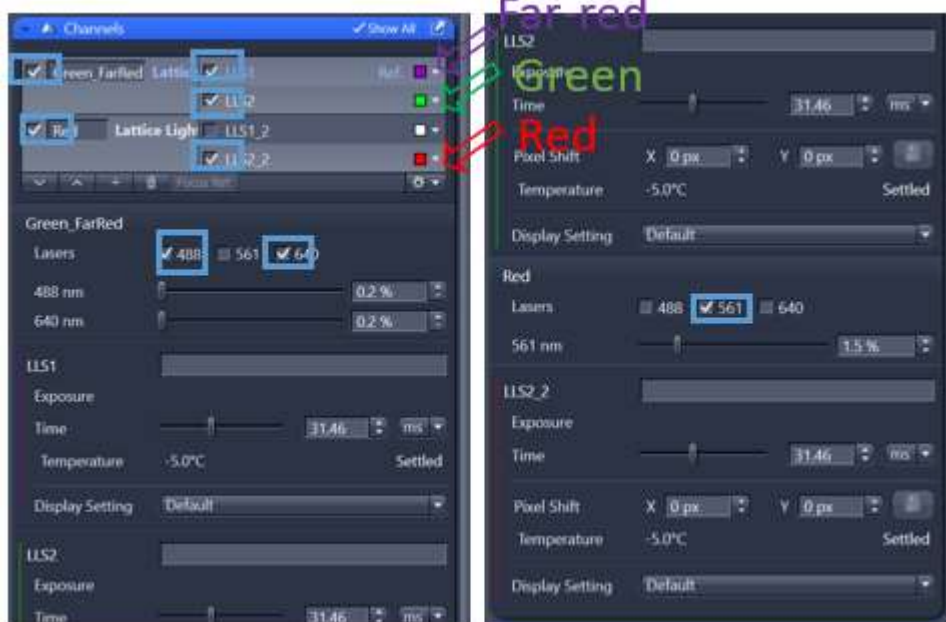 Channels Show All
Green_FarRed Lattic LLS1 Ref.
LLS2
Red Lattice Ligh LLS1_2
LLS2_2
Focus Ref.
Green_FarRed
Lasers 488 561 640
488 nm 0.2 %
640 nm 0.2 %
LLS1
Exposure
Time 31.46 ms
Temperature -5.0°C Settled
Display Setting Default
LLS2
Exposure
Time 31.46 ms
Far-red
Green
Red
LLS2
Exposure
Time 31.46 ms
Pixel Shift X 0 px Y 0 px
Temperature -5.0°C Settled
Display Setting Default
Red
Lasers 488 561 640
561 nm 1.5 %
LLS2_2
Exposure
Time 31.46 ms
Pixel Shift X 0 px Y 0 px
Temperature -5.0°C Settled
Display Setting Default